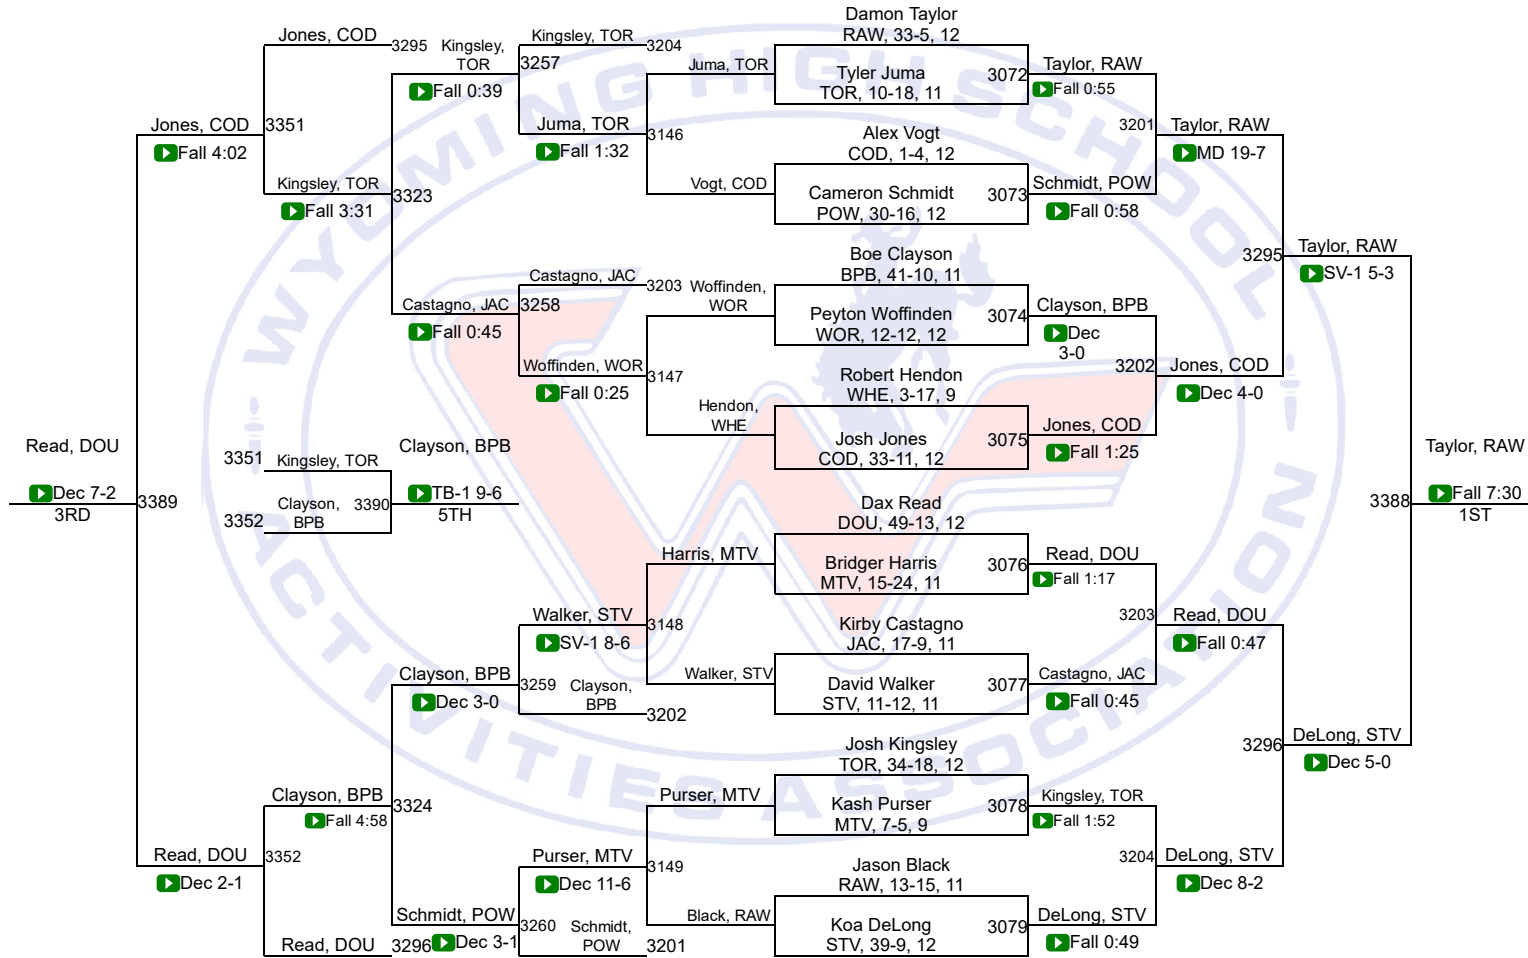 Damon Taylor
RAW, 33-5, 12
Tyler Juma
TOR, 10-18, 11
3072
Alex Vogt
COD, 1-4, 12
Cameron Schmidt
POW, 30-16, 12
3073
Boe Clayson
BPB, 41-10, 11
Peyton Woffinden
WOR, 12-12, 12
3074
Robert Hendon
WHE, 3-17, 9
Josh Jones
COD, 33-11, 12
3075
Dax Read
DOU, 49-13, 12
Bridger Harris
MTV, 15-24, 11
3076
Kirby Castagno
JAC, 17-9, 11
David Walker
STV, 11-12, 11
3077
Josh Kingsley
TOR, 34-18, 12
Kash Purser
MTV, 7-5, 9
3078
Jason Black
RAW, 13-15, 11
Koa DeLong
STV, 39-9, 12
3079
Taylor, RAW
Fall 0:55
3201
Schmidt, POW
Fall 0:58
Clayson, BPB
Dec
3-0
3202
Jones, COD
Fall 1:25
Read, DOU
Fall 1:17
3203
Castagno, JAC
Fall 0:45
Kingsley, TOR
Fall 1:52
3204
DeLong, STV
Fall 0:49
Taylor, RAW
MD 19-7
3295
Jones, COD
Dec 4-0
Read, DOU
Fall 0:47
3296
DeLong, STV
Dec 8-2
Taylor, RAW
SV-1 5-3
3388
DeLong, STV
Dec 5-0
Taylor, RAW
Fall 7:30
1ST
Juma, TOR
3146
Vogt, COD
Woffinden,
WOR
3147
Hendon,
WHE
Harris, MTV
3148
Walker, STV
Purser, MTV
3149
Black, RAW
Kingsley, TOR
3204
3257
Juma, TOR
Fall 1:32
Castagno, JAC
3203
3258
Woffinden, WOR
Fall 0:25
Walker, STV
SV-1 8-6
3259
Clayson,
BPB
3202
Purser, MTV
Dec 11-6
3260
Schmidt,
POW
3201
Kingsley,
TOR
Fall 0:39
3323
Castagno, JAC
Fall 0:45
Clayson, BPB
Dec 3-0
3324
Schmidt, POW
Dec 3-1
Jones, COD
3295
3351
Kingsley, TOR
Fall 3:31
Clayson, BPB
Fall 4:58
3352
Read, DOU
3296
Jones, COD
Fall 4:02
3389
Read, DOU
Dec 2-1
Read, DOU
Dec 7-2
3RD
3351
Kingsley, TOR
3352
Clayson,
BPB
3390
Clayson, BPB
TB-1 9-6
5TH
WYOMING HIGH SCHOOL
ACTIVITIES ASSOCIATION